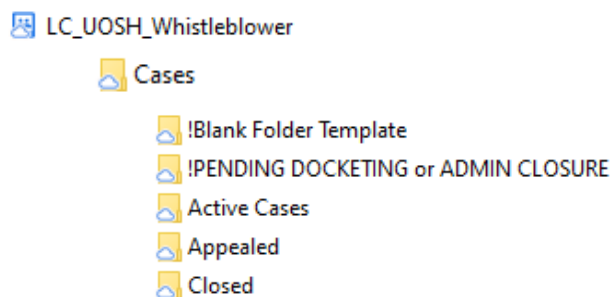 LC_UOSH_Whistleblower
Cases
!Blank Folder Template
!PENDING DOCKETING or ADMIN CLOSURE
Active Cases
Appealed
Closed